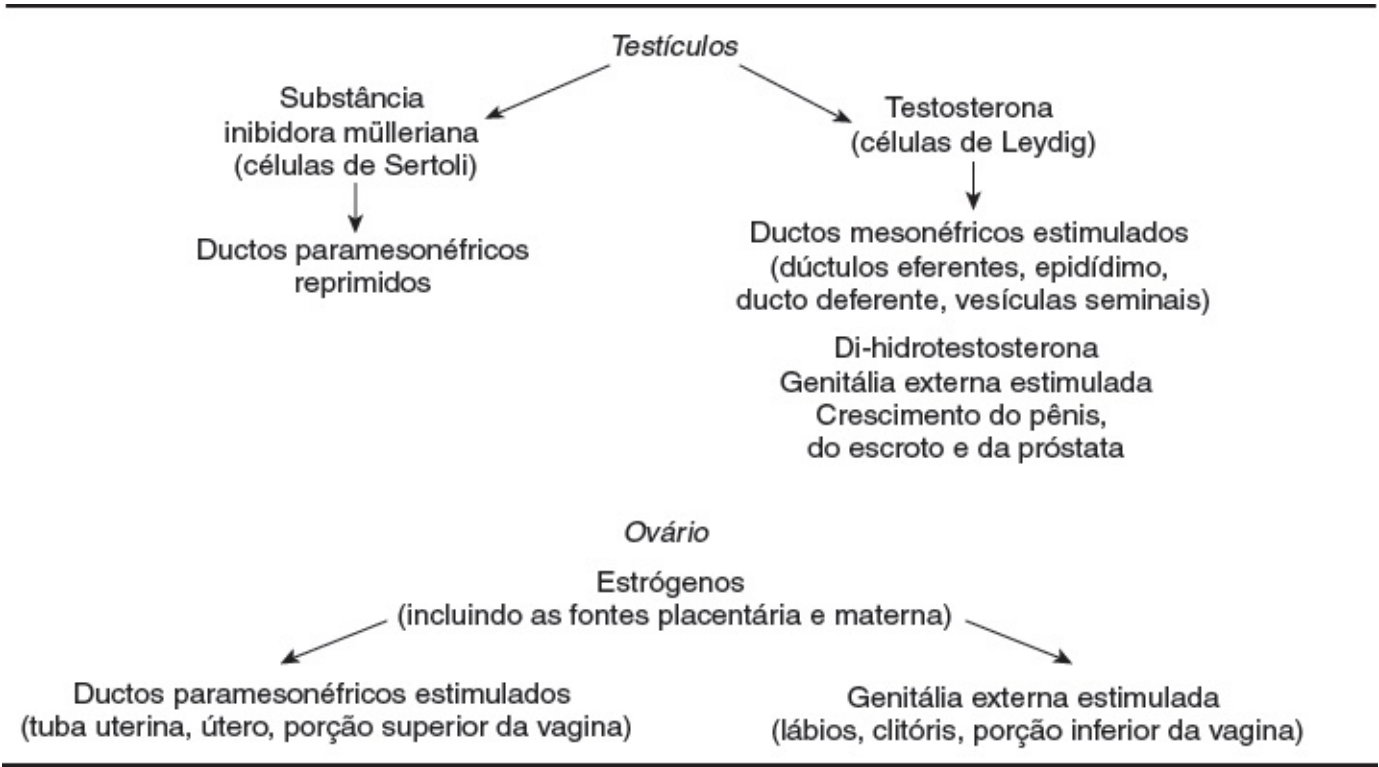 Testículos
Substância
inibidora mülleriana
(células de Sertoli)
Ductos paramesonéfricos
reprimidos
Testosterona
(células de Leydig)
Ductos mesonéfricos estimulados
(dúctulos eferentes, epidídimo,
ducto deferente, vesículas seminais)
Di-hidrotestosterona
Genitália externa estimulada
Crescimento do pênis,
do escroto e da próstata
Ovário
Estrógenos
(incluindo as fontes placentária e materna)
Ductos paramesonéfricos estimulados
(tuba uterina, útero, porção superior da vagina)
Genitália externa estimulada
(lábios, clitóris, porção inferior da vagina)